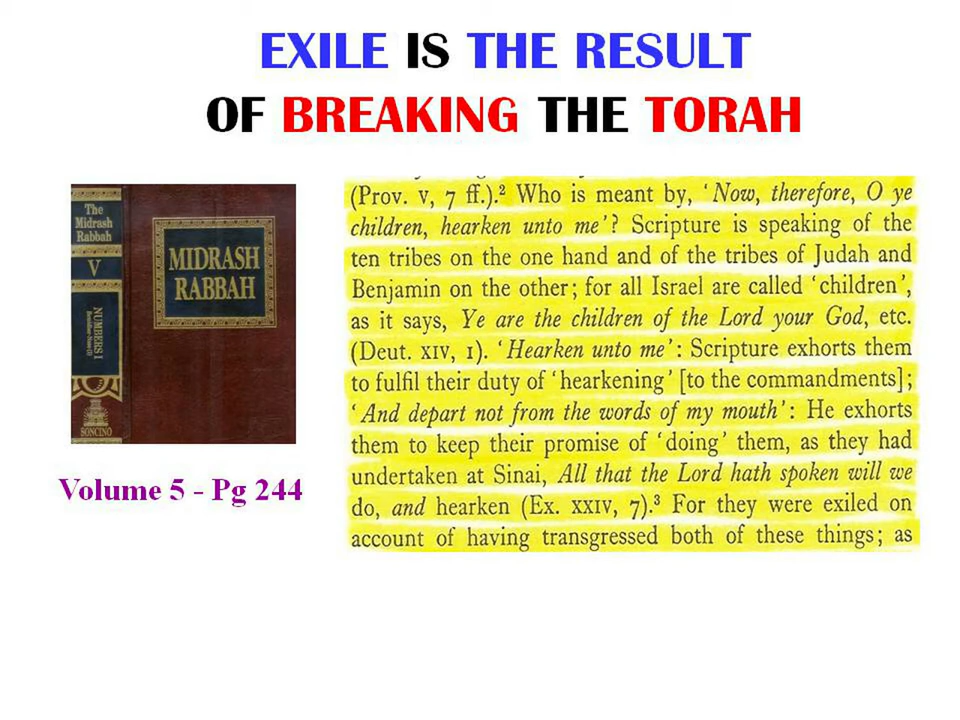 EXILE IS THE RESULT
OF BREAKING THE TORAH
The
Midrash
Rabbah
V
NUMBERS I
SONCINO
MIDRASH
RABBAH
Volume 5 - Pg 244
(Prov. v, 7 ff.).² Who is meant by, ‘Now, therefore, O ye
children, hearken unto me’? Scripture is speaking of the
ten tribes on the one hand and of the tribes of Judah and
Benjamin on the other; for all Israel are called ‘children’,
as it says, Ye are the children of the Lord your God, etc.
(Deut. xiv, 1). ‘Hearken unto me’: Scripture exhorts them
to fulfil their duty of ‘hearkening’ [to the commandments];
‘And depart not from the words of my mouth’: He exhorts
them to keep their promise of ‘doing’ them, as they had
undertaken at Sinai, All that the Lord hath spoken will we
do, and hearken (Ex. xxiv, 7).³ For they were exiled on
account of having transgressed both of these things; as